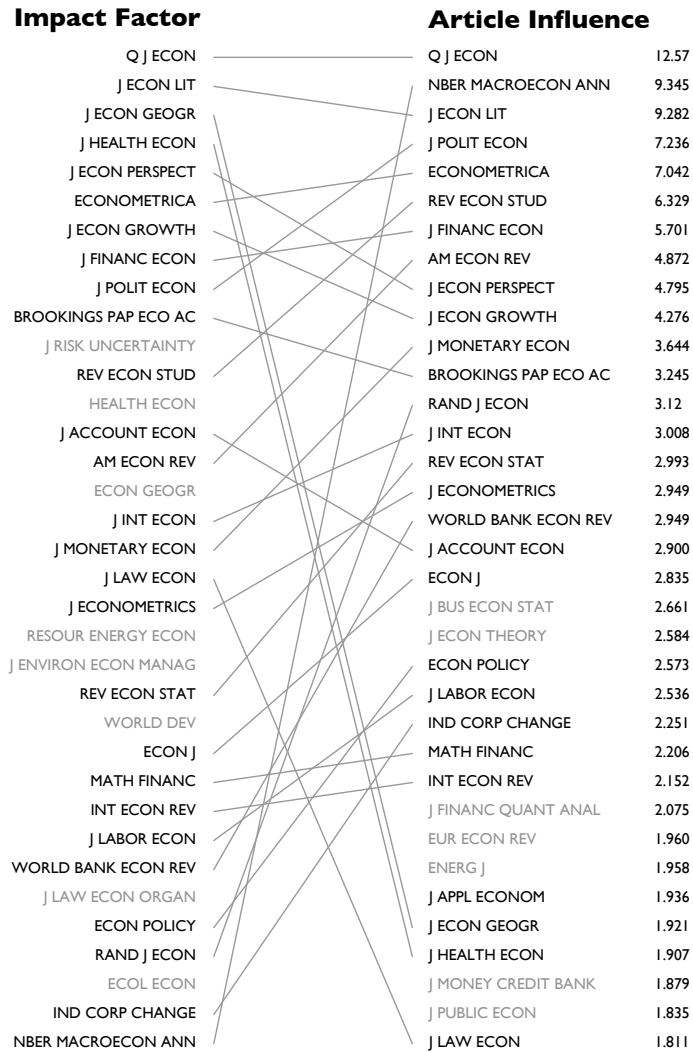 Impact Factor
Article Influence
Q J ECON Q J ECON 12.57
J ECON LIT NBER MACROECON ANN 9.345
J ECON GEOGR J ECON LIT 9.282
J HEALTH ECON J POLIT ECON 7.236
J ECON PERSPECT ECONOMETRICA 7.042
ECONOMETRICA REV ECON STUD 6.329
J ECON GROWTH J FINANC ECON 5.701
J FINANC ECON AM ECON REV 4.872
J POLIT ECON J ECON PERSPECT 4.795
BROOKINGS PAP ECO AC J ECON GROWTH 4.276
J RISK UNCERTAINTY J MONETARY ECON 3.644
REV ECON STUD BROOKINGS PAP ECO AC 3.245
HEALTH ECON RAND J ECON 3.12
J ACCOUNT ECON J INT ECON 3.008
AM ECON REV REV ECON STAT 2.993
ECON GEOGR J ECONOMETRICS 2.949
J INT ECON WORLD BANK ECON REV 2.949
J MONETARY ECON J ACCOUNT ECON 2.900
J LAW ECON ECON J 2.835
J ECONOMETRICS J BUS ECON STAT 2.661
RESOUR ENERGY ECON J ECON THEORY 2.584
J ENVIRON ECON MANAG ECON POLICY 2.573
REV ECON STAT J LABOR ECON 2.536
WORLD DEV IND CORP CHANGE 2.251
ECON J MATH FINANC 2.206
MATH FINANC INT ECON REV 2.152
INT ECON REV J FINANC QUANT ANAL 2.075
J LABOR ECON EUR ECON REV 1.960
WORLD BANK ECON REV ENERG J 1.958
J LAW ECON ORGAN J APPL ECONOM 1.936
ECON POLICY J ECON GEOGR 1.921
RAND J ECON J HEALTH ECON 1.907
ECOL ECON J MONEY CREDIT BANK 1.879
IND CORP CHANGE J PUBLIC ECON 1.835
NBER MACROECON ANN J LAW ECON 1.811